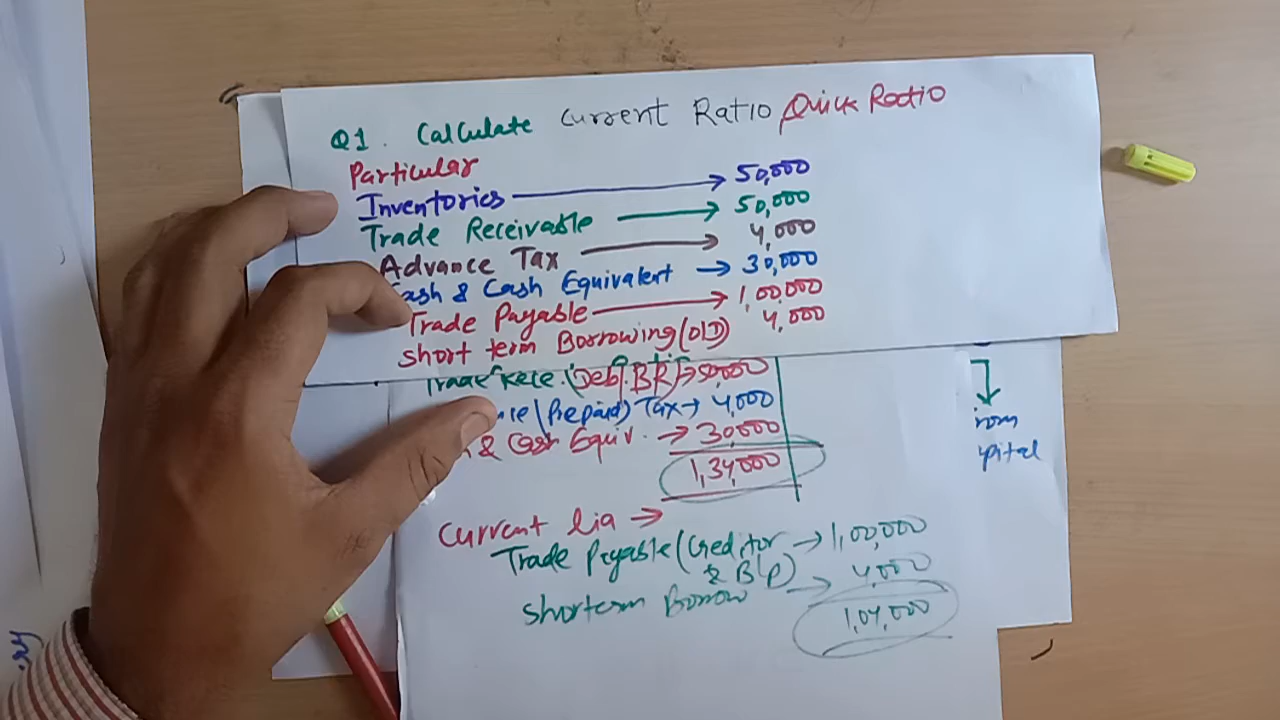 Q1. Calculate Current Ratio Quick Ratio
Particular
Inventories → 50,000
Trade Receivable → 50,000
Advance Tax → 4,000
Cash & Cash Equivalent → 30,000
Trade Payable → 1,00,000
Short term Borrowing (O/D) 4,000
Trade Rece. (Deb/. BR) → 50,000
(Prepaid) Tax → 4,000
& Cash Equiv. → 30,000
1,34,000
Current lia →
Trade Payable (Creditor & B/P) → 1,00,000
Shorterm Borrow → 4,000
1,04,000